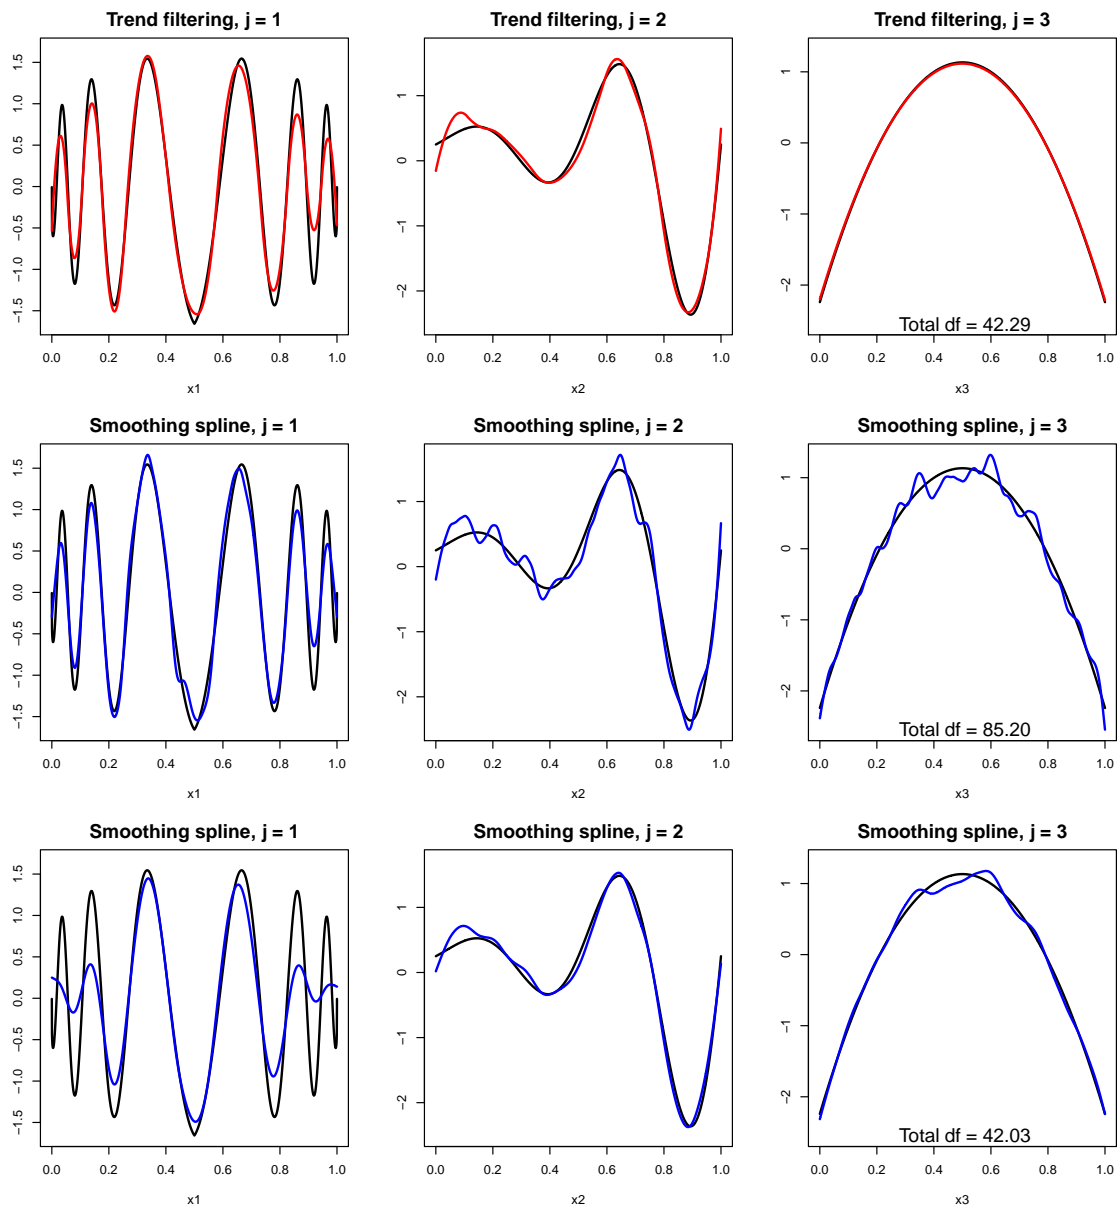 Trend filtering, j = 1
−1.5 −1.0 −0.5 0.0 0.5 1.0 1.5
0.0 0.2 0.4 0.6 0.8 1.0
x1
Trend filtering, j = 2
−2 −1 0 1
0.0 0.2 0.4 0.6 0.8 1.0
x2
Trend filtering, j = 3
−2 −1 0 1
Total df = 42.29
0.0 0.2 0.4 0.6 0.8 1.0
x3
Smoothing spline, j = 1
−1.5 −1.0 −0.5 0.0 0.5 1.0 1.5
0.0 0.2 0.4 0.6 0.8 1.0
x1
Smoothing spline, j = 2
−2 −1 0 1
0.0 0.2 0.4 0.6 0.8 1.0
x2
Smoothing spline, j = 3
−2 −1 0 1
Total df = 85.20
0.0 0.2 0.4 0.6 0.8 1.0
x3
Smoothing spline, j = 1
−1.5 −1.0 −0.5 0.0 0.5 1.0 1.5
0.0 0.2 0.4 0.6 0.8 1.0
x1
Smoothing spline, j = 2
−2 −1 0 1
0.0 0.2 0.4 0.6 0.8 1.0
x2
Smoothing spline, j = 3
−2 −1 0 1
Total df = 42.03
0.0 0.2 0.4 0.6 0.8 1.0
x3